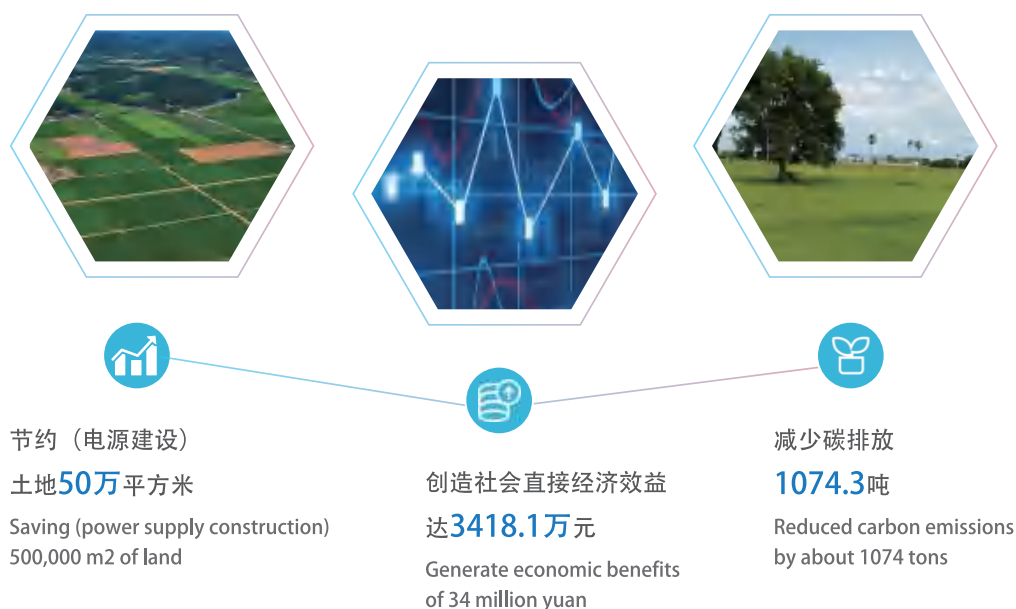 节约（电源建设）
土地50万平方米
Saving (power supply construction)
500,000 m2 of land
创造社会直接经济效益
达3418.1万元
Generate economic benefits
of 34 million yuan
减少碳排放
1074.3吨
Reduced carbon emissions
by about 1074 tons